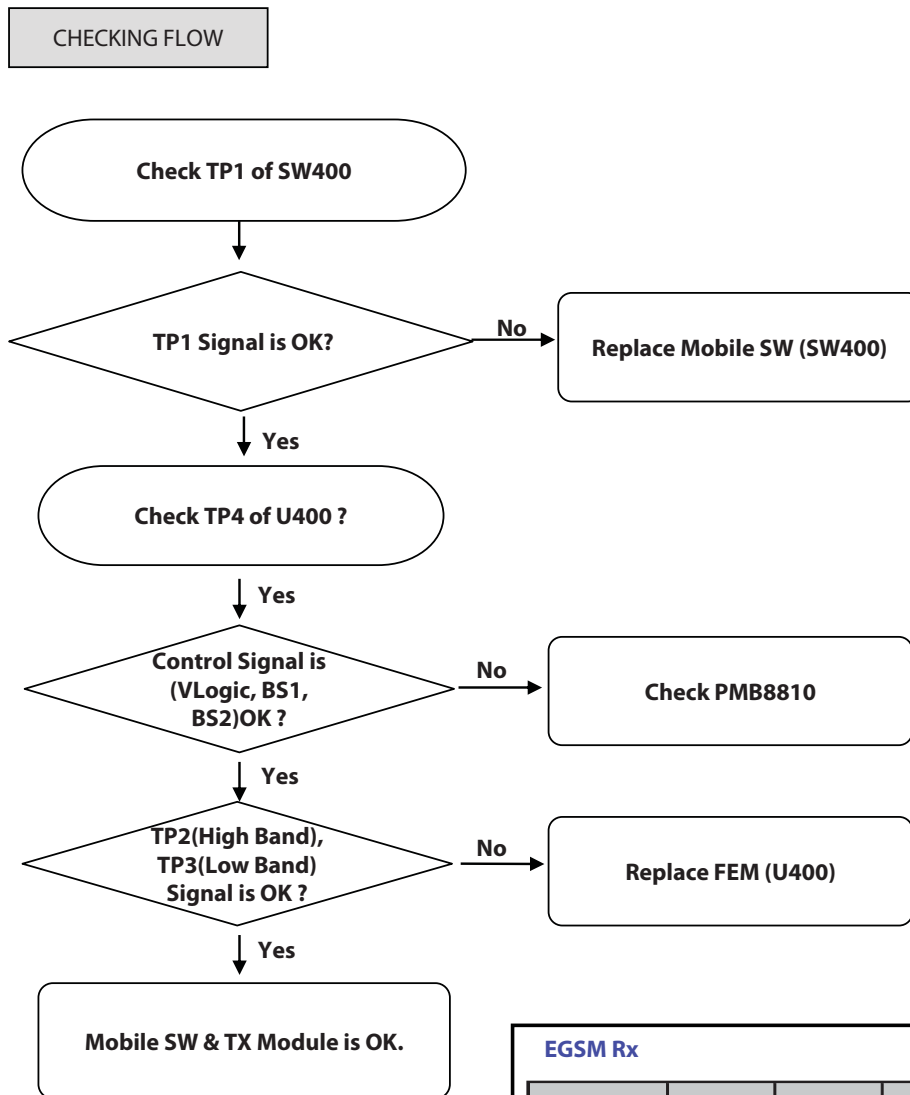 CHECKING FLOW
Check TP1 of SW400
TP1 Signal is OK?
No
Replace Mobile SW (SW400)
Yes
Check TP4 of U400 ?
Yes
Control Signal is
(VLogic, BS1,
BS2)OK ?
No
Check PMB8810
Yes
TP2(High Band),
TP3(Low Band)
Signal is OK ?
No
Replace FEM (U400)
Yes
Mobile SW & TX Module is OK.
EGSM Rx